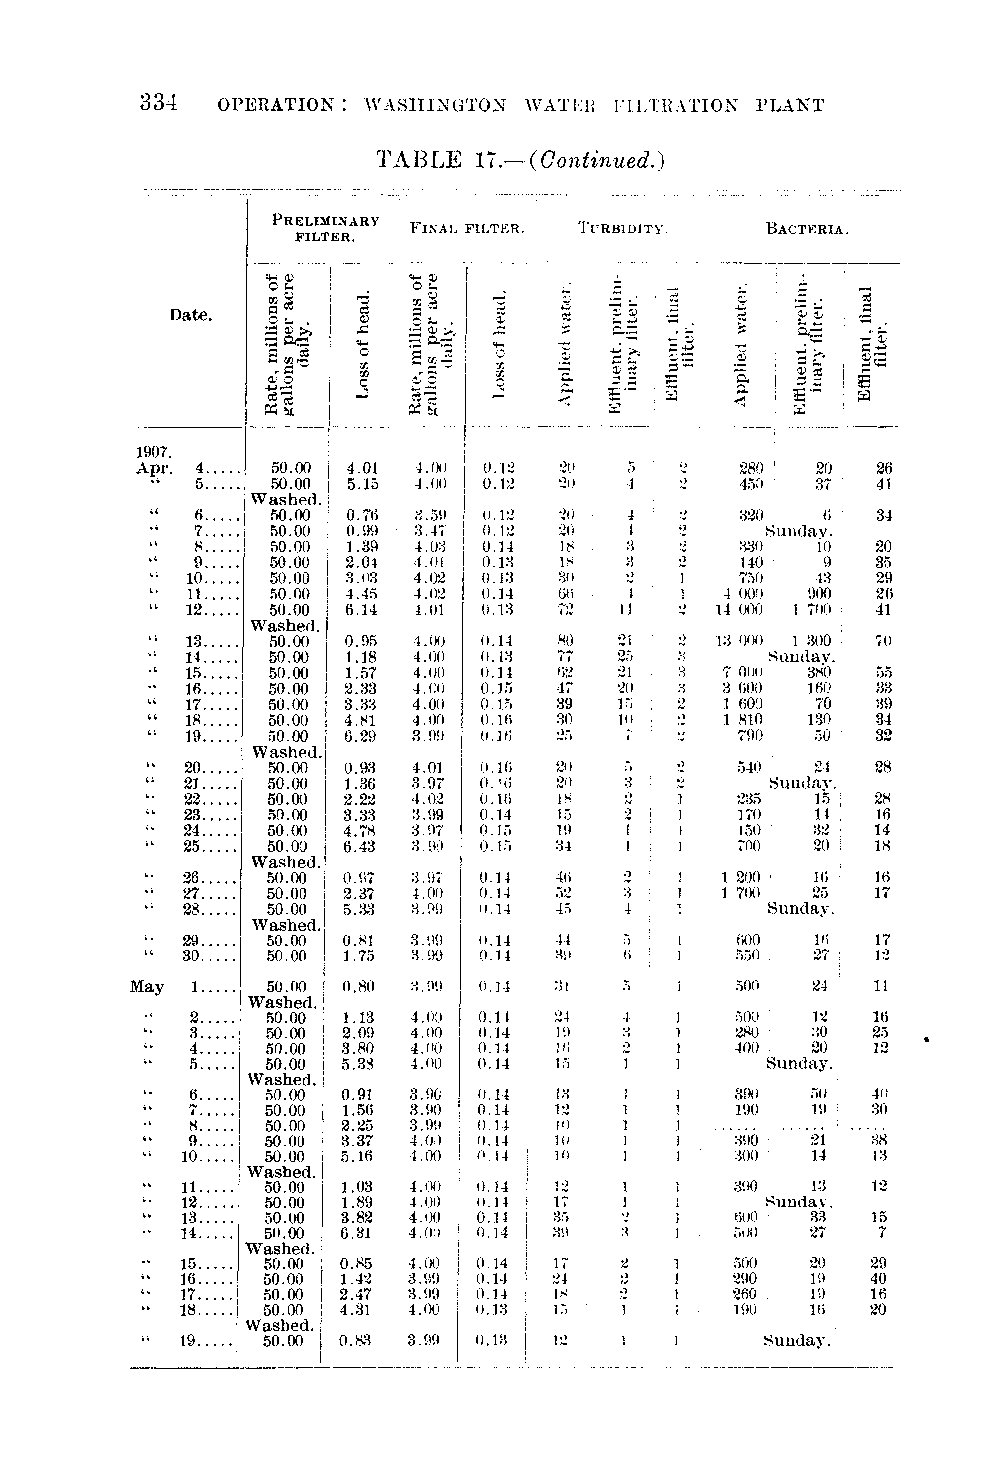 334 OPERATION: WASHINGTON WATER FILTRATION PLANT
TABLE 17.—(Continued.)
PRELIMINARY FILTER. FINAL FILTER. TURBIDITY. BACTERIA.
Date. Rate, millions of gallons per acre daily. Loss of head. Rate, millions of gallons per acre daily. Loss of head. Applied water. Effluent, preliminary filter. Effluent, final filter. Applied water. Effluent, preliminary filter. Effluent, final filter.
1907.
Apr. 4..... 50.00 4.01 4.00 0.12 20 5 2 280 20 26
" 5..... 50.00 5.15 4.00 0.12 20 4 2 450 37 41
Washed.
" 6..... 50.00 0.76 3.59 0.12 20 4 2 320 6 34
" 7..... 50.00 0.99 3.47 0.12 20 4 2 Sunday.
" 8..... 50.00 1.39 4.03 0.14 18 3 2 330 10 20
" 9..... 50.00 2.04 4.01 0.13 18 3 2 140 9 35
" 10..... 50.00 3.03 4.02 0.13 30 2 1 750 43 29
" 11..... 50.00 4.45 4.02 0.14 66 4 1 4 000 900 26
" 12..... 50.00 6.14 4.01 0.13 72 11 2 14 000 1 700 41
Washed.
" 13..... 50.00 0.95 4.00 0.14 80 21 2 13 000 1 300 70
" 14..... 50.00 1.18 4.00 0.13 77 25 3 Sunday.
" 15..... 50.00 1.57 4.00 0.14 62 21 3 7 000 380 55
" 16..... 50.00 2.33 4.00 0.15 47 20 3 3 600 160 33
" 17..... 50.00 3.33 4.00 0.15 39 15 2 1 600 70 39
" 18..... 50.00 4.81 4.00 0.16 30 10 2 1 810 130 34
" 19..... 50.00 6.29 3.99 0.16 25 7 2 790 50 32
Washed.
" 20..... 50.00 0.93 4.01 0.16 20 5 2 540 24 28
" 21..... 50.00 1.36 3.97 0.16 20 3 2 Sunday.
" 22..... 50.00 2.22 4.02 0.16 18 2 1 235 15 28
" 23..... 50.00 3.33 3.99 0.14 15 2 1 170 14 16
" 24..... 50.00 4.78 3.97 0.15 19 1 1 150 32 14
" 25..... 50.00 6.43 3.99 0.15 34 1 1 700 20 18
Washed.
" 26..... 50.00 0.97 3.97 0.14 46 2 1 1 200 16 16
" 27..... 50.00 2.37 4.00 0.14 52 3 1 1 700 25 17
" 28..... 50.00 5.33 3.99 0.14 45 4 1 Sunday.
Washed.
" 29..... 50.00 0.81 3.99 0.14 44 5 1 600 16 17
" 30..... 50.00 1.75 3.99 0.14 39 6 1 550 27 12
May 1..... 50.00 0.80 3.99 0.14 31 5 1 500 24 11
Washed.
" 2..... 50.00 1.13 4.00 0.14 24 4 1 500 12 16
" 3..... 50.00 2.09 4.00 0.14 19 3 1 280 30 25
" 4..... 50.00 3.80 4.00 0.14 16 2 1 400 20 12
" 5..... 50.00 5.38 4.00 0.14 15 1 1 Sunday.
Washed.
" 6..... 50.00 0.91 3.90 0.14 13 1 1 390 50 40
" 7..... 50.00 1.56 3.90 0.14 12 1 1 190 19 30
" 8..... 50.00 2.25 3.99 0.14 10 1 1 ...... ...... .....
" 9..... 50.00 3.37 4.00 0.14 10 1 1 390 21 38
" 10..... 50.00 5.16 4.00 0.14 10 1 1 300 14 13
Washed.
" 11..... 50.00 1.03 4.00 0.14 12 1 1 390 13 12
" 12..... 50.00 1.89 4.00 0.14 17 1 1 Sunday.
" 13..... 50.00 3.82 4.00 0.14 35 2 1 600 33 15
" 14..... 50.00 6.31 4.00 0.14 39 3 1 500 27 7
Washed.
" 15..... 50.00 0.85 4.00 0.14 17 2 1 500 20 29
" 16..... 50.00 1.42 3.99 0.14 24 2 1 290 19 40
" 17..... 50.00 2.47 3.99 0.14 18 2 1 260 19 16
" 18..... 50.00 4.31 4.00 0.13 15 1 1 190 16 20
Washed.
" 19..... 50.00 0.83 3.99 0.13 12 1 1 Sunday.